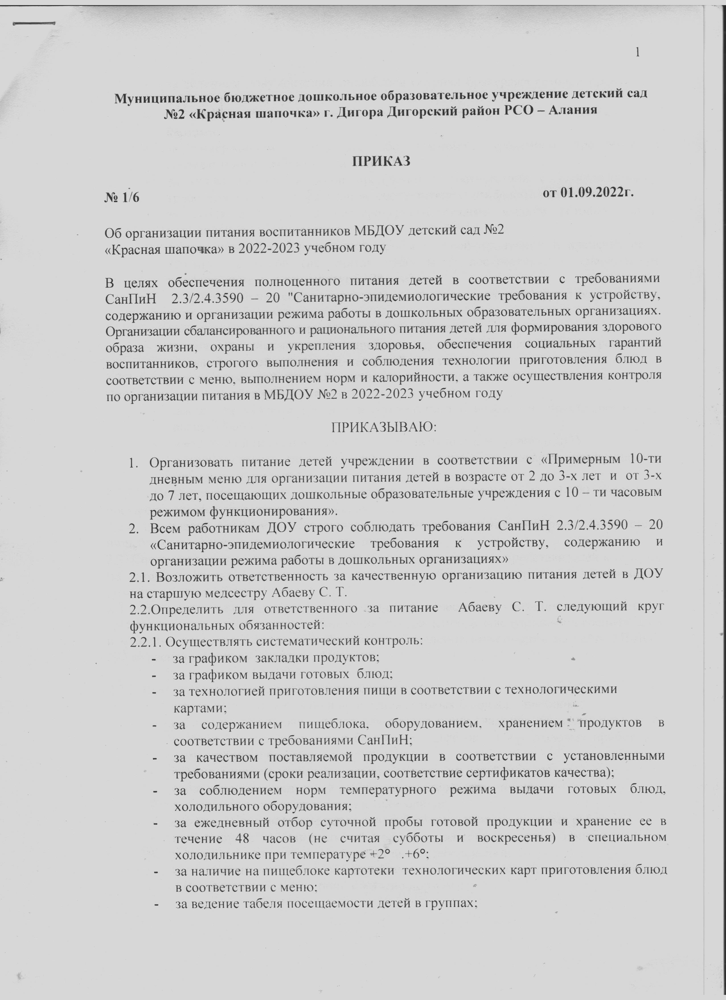 1
Муниципальное бюджетное дошкольное образовательное учреждение детский сад
№2 «Красная шапочка» г. Дигора Дигорский район РСО – Алания
ПРИКАЗ
№ 1/6 от 01.09.2022г.
Об организации питания воспитанников МБДОУ детский сад №2
«Красная шапочка» в 2022-2023 учебном году
В целях обеспечения полноценного питания детей в соответствии с требованиями
СанПиН 2.3/2.4.3590 – 20 "Санитарно-эпидемиологические требования к устройству,
содержанию и организации режима работы в дошкольных образовательных организациях.
Организации сбалансированного и рационального питания детей для формирования здорового
образа жизни, охраны и укрепления здоровья, обеспечения социальных гарантий
воспитанников, строгого выполнения и соблюдения технологии приготовления блюд в
соответствии с меню, выполнением норм и калорийности, а также осуществления контроля
по организации питания в МБДОУ №2 в 2022-2023 учебном году
ПРИКАЗЫВАЮ:
1. Организовать питание детей учреждении в соответствии с «Примерным 10-ти
дневным меню для организации питания детей в возрасте от 2 до 3-х лет и от 3-х
до 7 лет, посещающих дошкольные образовательные учреждения с 10 – ти часовым
режимом функционирования».
2. Всем работникам ДОУ строго соблюдать требования СанПиН 2.3/2.4.3590 – 20
«Санитарно-эпидемиологические требования к устройству, содержанию и
организации режима работы в дошкольных организациях»
2.1. Возложить ответственность за качественную организацию питания детей в ДОУ
на старшую медсестру Абаеву С. Т.
2.2.Определить для ответственного за питание Абаеву С. Т. следующий круг
функциональных обязанностей:
2.2.1. Осуществлять систематический контроль:
- за графиком закладки продуктов;
- за графиком выдачи готовых блюд;
- за технологией приготовления пищи в соответствии с технологическими
картами;
- за содержанием пищеблока, оборудованием, хранением продуктов в
соответствии с требованиями СанПиН;
- за качеством поставляемой продукции в соответствии с установленными
требованиями (сроки реализации, соответствие сертификатов качества);
- за соблюдением норм температурного режима выдачи готовых блюд,
холодильного оборудования;
- за ежедневный отбор суточной пробы готовой продукции и хранение ее в
течение 48 часов (не считая субботы и воскресенья) в специальном
холодильнике при температуре +2° .+6°;
- за наличие на пищеблоке картотеки технологических карт приготовления блюд
в соответствии с меню;
- за ведение табеля посещаемости детей в группах;